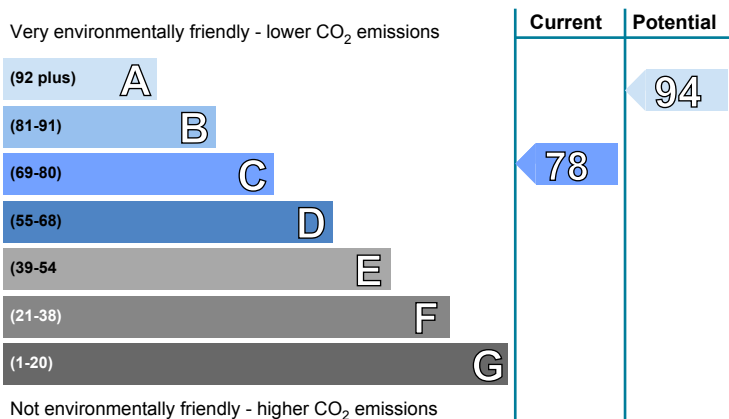 Very environmentally friendly - lower CO₂ emissions
Current
Potential
(92 plus) A
94
(81-91) B
(69-80) C
78
(55-68) D
(39-54 E
(21-38) F
(1-20) G
Not environmentally friendly - higher CO₂ emissions